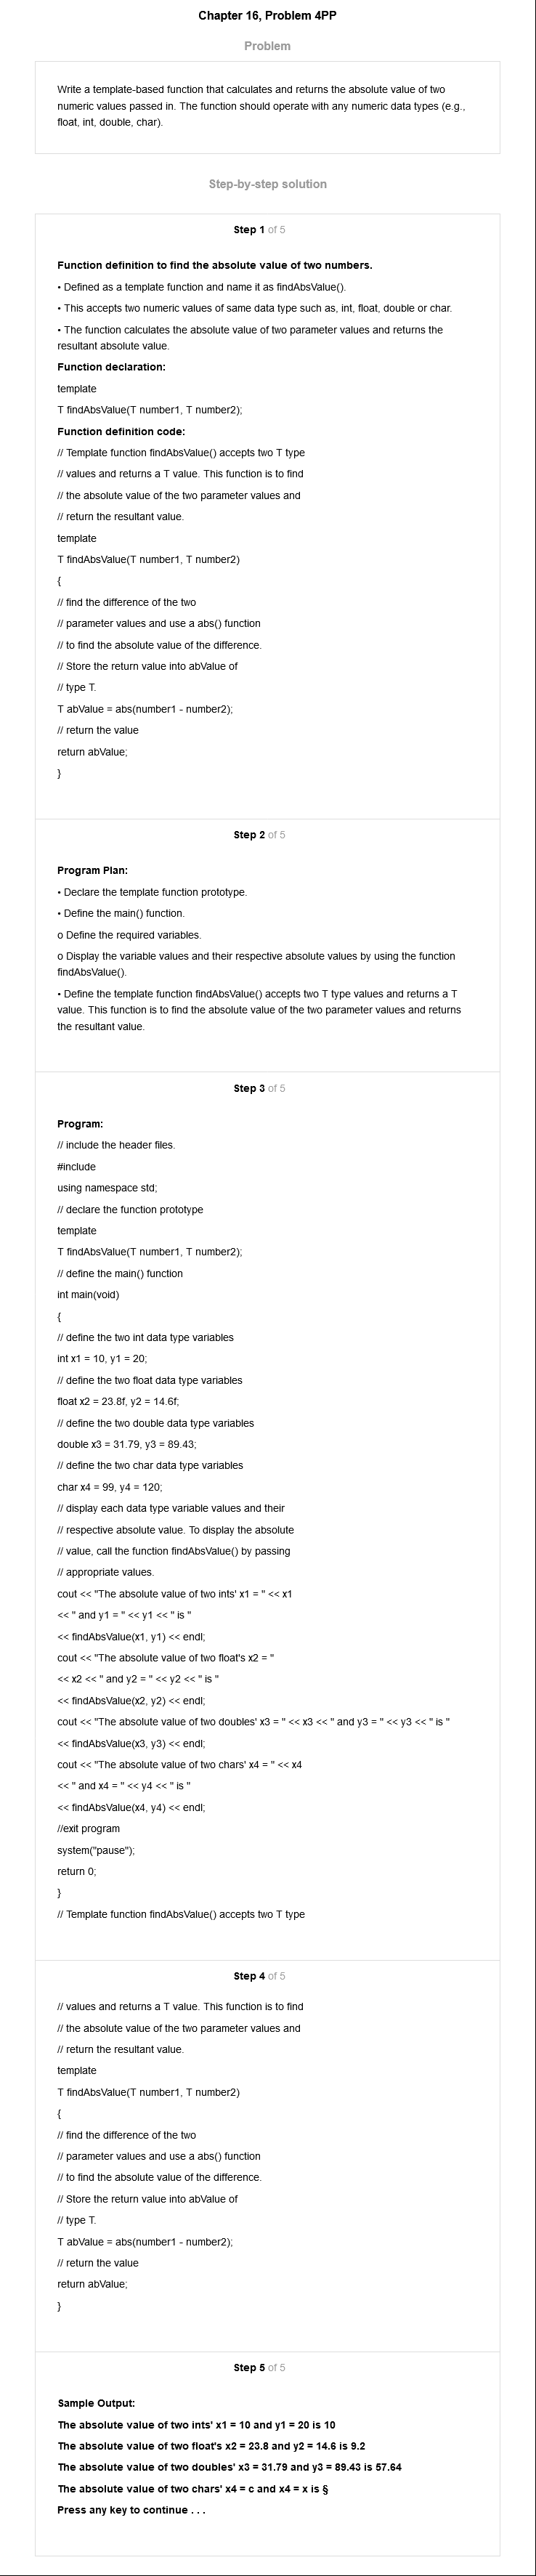 Chapter 16, Problem 4PP
Problem
Write a template-based function that calculates and returns the absolute value of two
numeric values passed in. The function should operate with any numeric data types (e.g.,
float, int, double, char).
Step-by-step solution
Step 1 of 5
Function definition to find the absolute value of two numbers.
• Defined as a template function and name it as findAbsValue().
• This accepts two numeric values of same data type such as, int, float, double or char.
• The function calculates the absolute value of two parameter values and returns the
resultant absolute value.
Function declaration:
template
T findAbsValue(T number1, T number2);
Function definition code:
// Template function findAbsValue() accepts two T type
// values and returns a T value. This function is to find
// the absolute value of the two parameter values and
// return the resultant value.
template
T findAbsValue(T number1, T number2)
{
// find the difference of the two
// parameter values and use a abs() function
// to find the absolute value of the difference.
// Store the return value into abValue of
// type T.
T abValue = abs(number1 - number2);
// return the value
return abValue;
}
Step 2 of 5
Program Plan:
• Declare the template function prototype.
• Define the main() function.
o Define the required variables.
o Display the variable values and their respective absolute values by using the function
findAbsValue().
• Define the template function findAbsValue() accepts two T type values and returns a T
value. This function is to find the absolute value of the two parameter values and returns
the resultant value.
Step 3 of 5
Program:
// include the header files.
#include
using namespace std;
// declare the function prototype
template
T findAbsValue(T number1, T number2);
// define the main() function
int main(void)
{
// define the two int data type variables
int x1 = 10, y1 = 20;
// define the two float data type variables
float x2 = 23.8f, y2 = 14.6f;
// define the two double data type variables
double x3 = 31.79, y3 = 89.43;
// define the two char data type variables
char x4 = 99, y4 = 120;
// display each data type variable values and their
// respective absolute value. To display the absolute
// value, call the function findAbsValue() by passing
// appropriate values.
cout << "The absolute value of two ints' x1 = " << x1
<< " and y1 = " << y1 << " is "
<< findAbsValue(x1, y1) << endl;
cout << "The absolute value of two float's x2 = "
<< x2 << " and y2 = " << y2 << " is "
<< findAbsValue(x2, y2) << endl;
cout << "The absolute value of two doubles' x3 = " << x3 << " and y3 = " << y3 << " is "
<< findAbsValue(x3, y3) << endl;
cout << "The absolute value of two chars' x4 = " << x4
<< " and x4 = " << y4 << " is "
<< findAbsValue(x4, y4) << endl;
//exit program
system("pause");
return 0;
}
// Template function findAbsValue() accepts two T type
Step 4 of 5
// values and returns a T value. This function is to find
// the absolute value of the two parameter values and
// return the resultant value.
template
T findAbsValue(T number1, T number2)
{
// find the difference of the two
// parameter values and use a abs() function
// to find the absolute value of the difference.
// Store the return value into abValue of
// type T.
T abValue = abs(number1 - number2);
// return the value
return abValue;
}
Step 5 of 5
Sample Output:
The absolute value of two ints' x1 = 10 and y1 = 20 is 10
The absolute value of two float's x2 = 23.8 and y2 = 14.6 is 9.2
The absolute value of two doubles' x3 = 31.79 and y3 = 89.43 is 57.64
The absolute value of two chars' x4 = c and x4 = x is §
Press any key to continue . . .